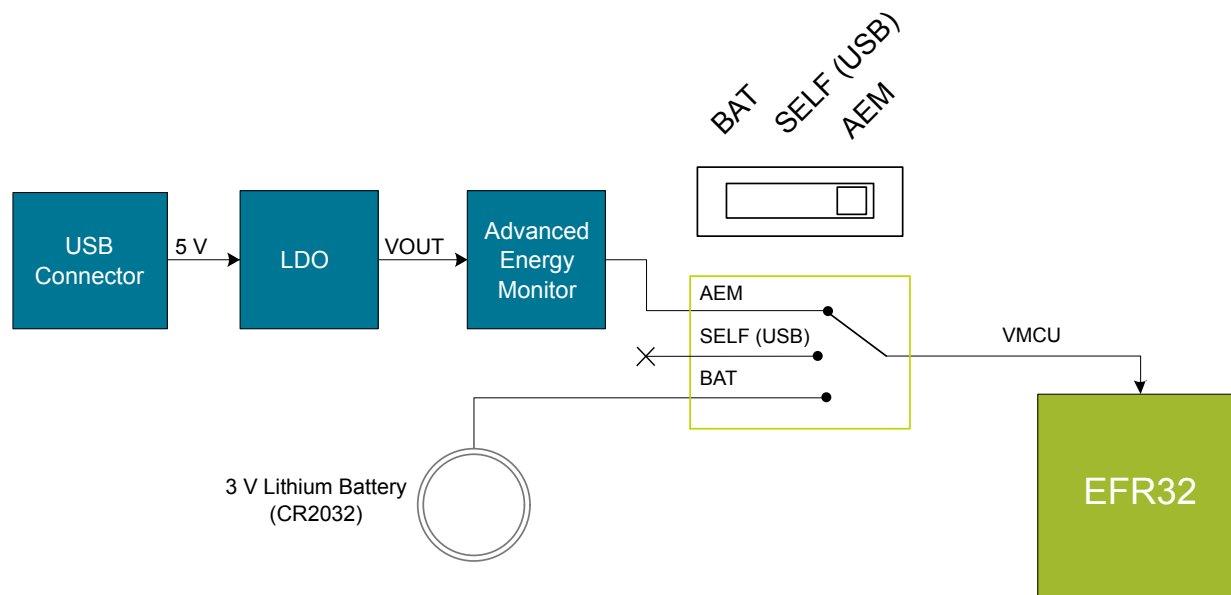 BAT
SELF (USB)
AEM
USB
Connector
5 V
LDO
VOUT
Advanced
Energy
Monitor
AEM
SELF (USB)
BAT
VMCU
3 V Lithium Battery
(CR2032)
EFR32